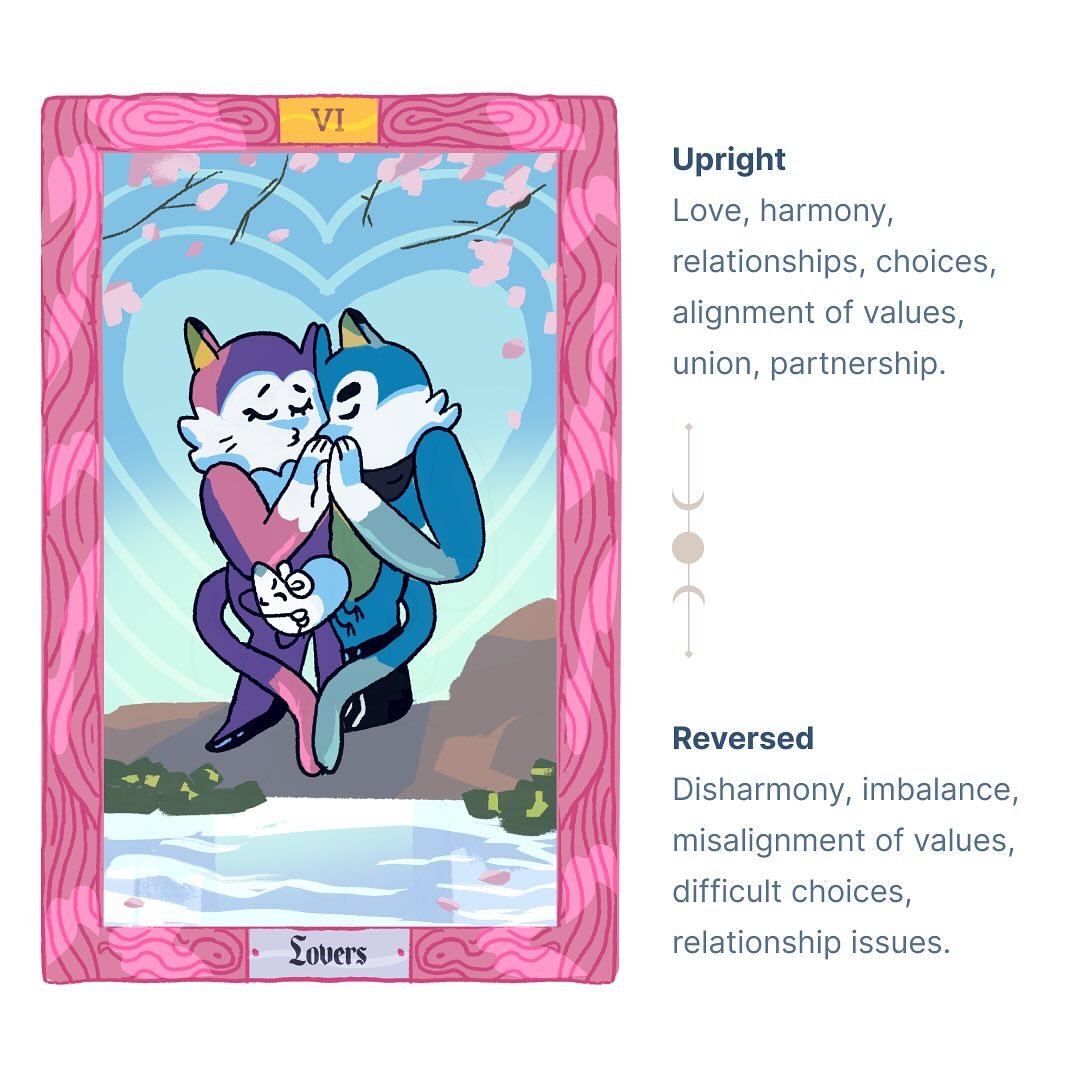 VI
Lovers
Upright
Love, harmony,
relationships, choices,
alignment of values,
union, partnership.
Reversed
Disharmony, imbalance,
misalignment of values,
difficult choices,
relationship issues.